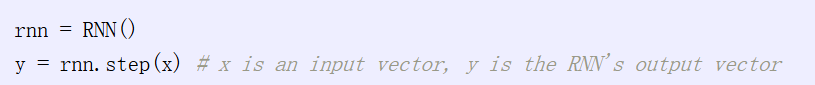 rnn = RNN()
y = rnn.step(x) # x is an input vector, y is the RNN's output vector